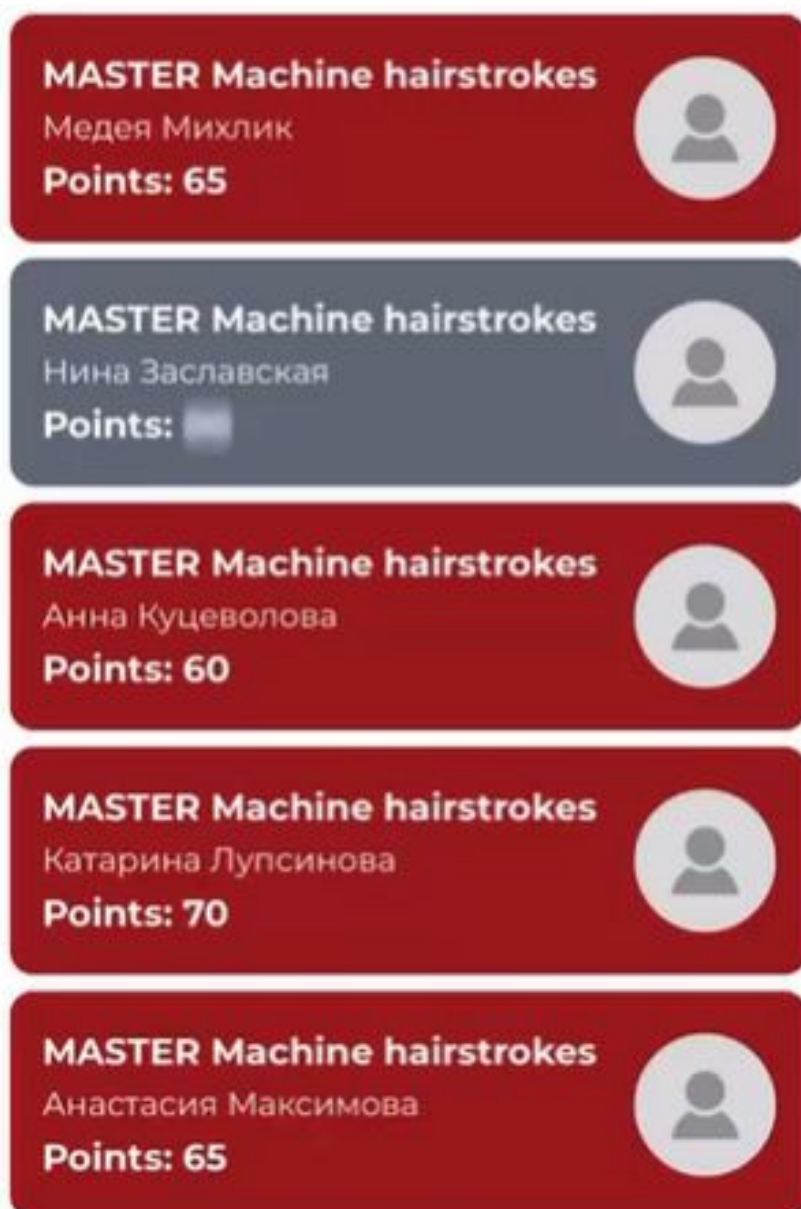 MASTER Machine hairstrokes
Медея Михлик
Points: 65
MASTER Machine hairstrokes
Нина Заславская
Points:
MASTER Machine hairstrokes
Анна Куцеволова
Points: 60
MASTER Machine hairstrokes
Катарина Лупсинова
Points: 70
MASTER Machine hairstrokes
Анастасия Максимова
Points: 65